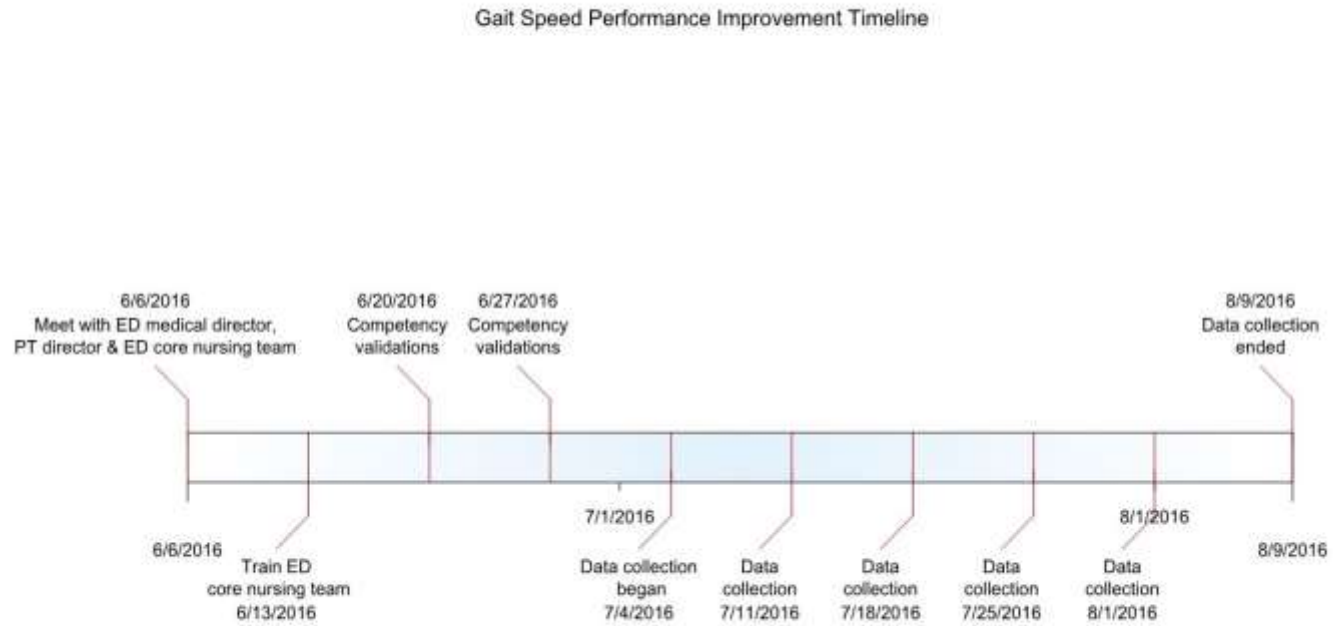 Gait Speed Performance Improvement Timeline
6/6/2016
Meet with ED medical director,
PT director & ED core nursing team
6/20/2016
Competency
validations
6/27/2016
Competency
validations
8/9/2016
Data collection
ended
7/1/2016
8/1/2016
6/6/2016
8/9/2016
Train ED
core nursing team
6/13/2016
Data collection
began
7/4/2016
Data
collection
7/11/2016
Data
collection
7/18/2016
Data
collection
7/25/2016
Data
collection
8/1/2016